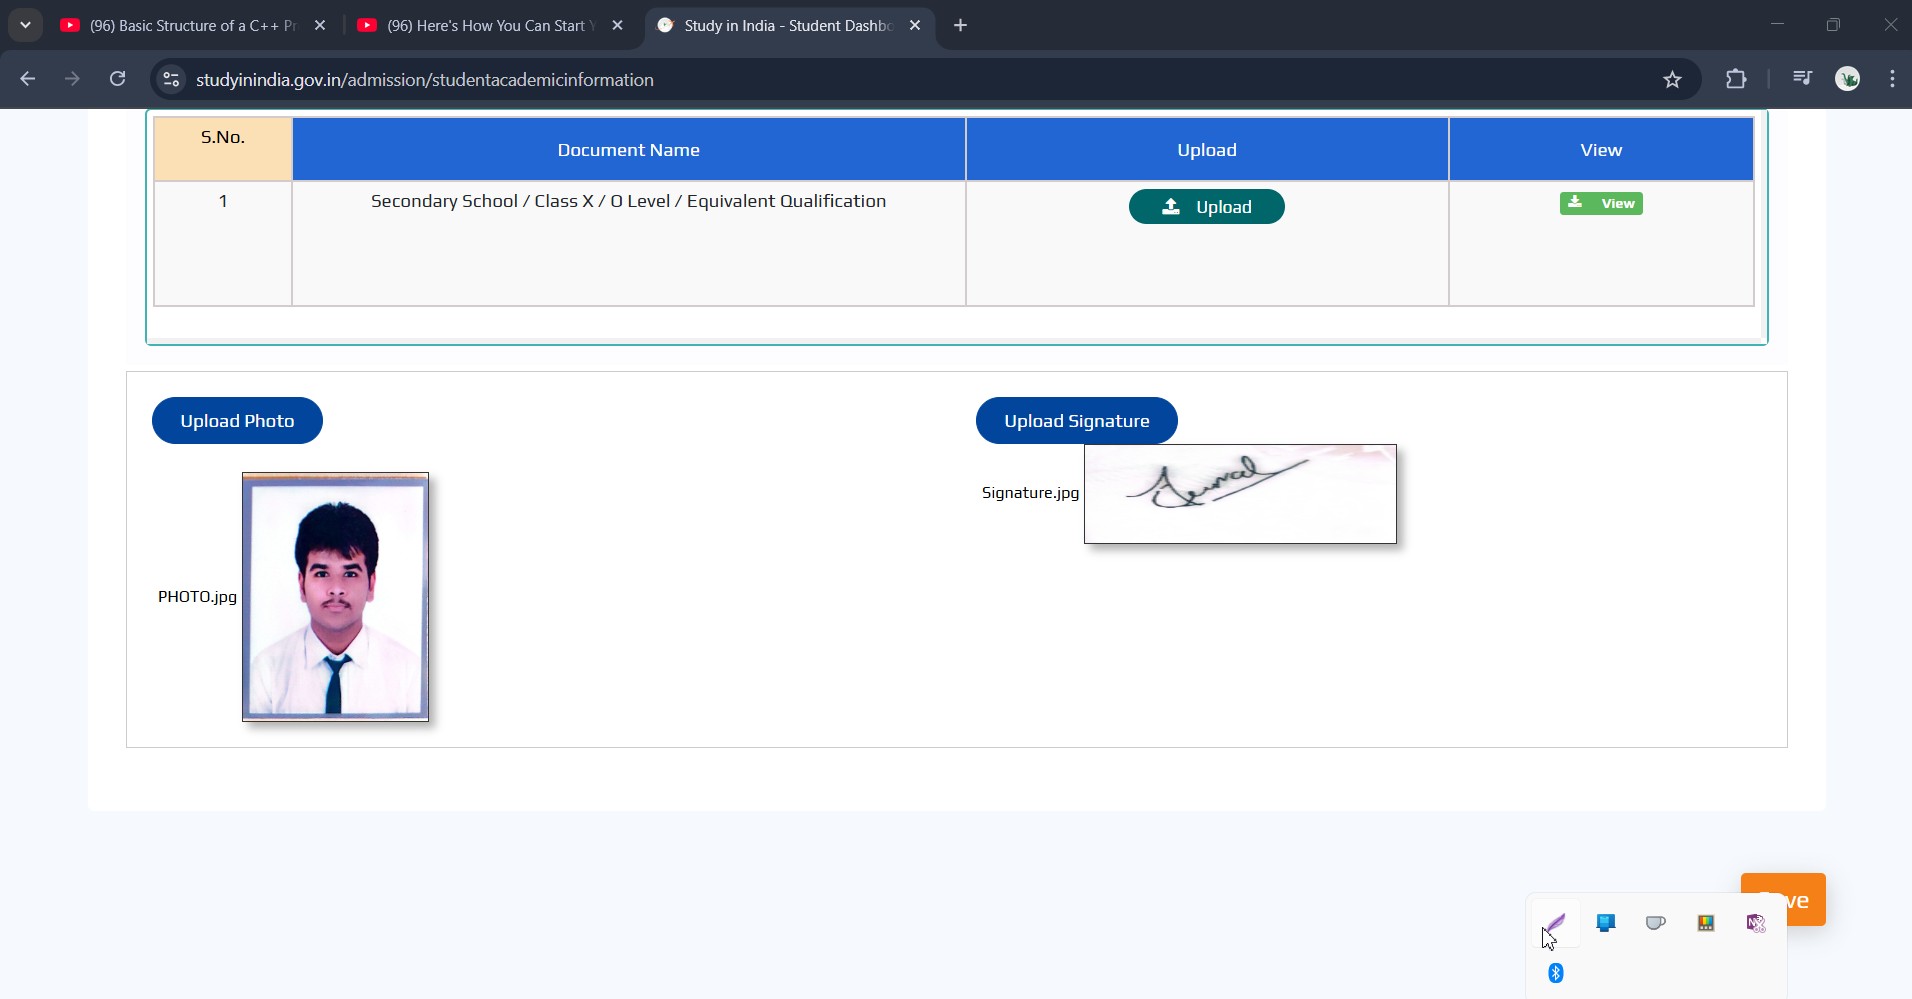 (96) Basic Structure of a C++ Pr
(96) Here's How You Can Start Y
Study in India - Student Dashbo
studyinindia.gov.in/admission/studentacademicinformation
S.No.
Document Name
Upload
View
1
Secondary School / Class X / O Level / Equivalent Qualification
Upload
View
Upload Photo
Upload Signature
Signature.jpg
PHOTO.jpg
ve
N